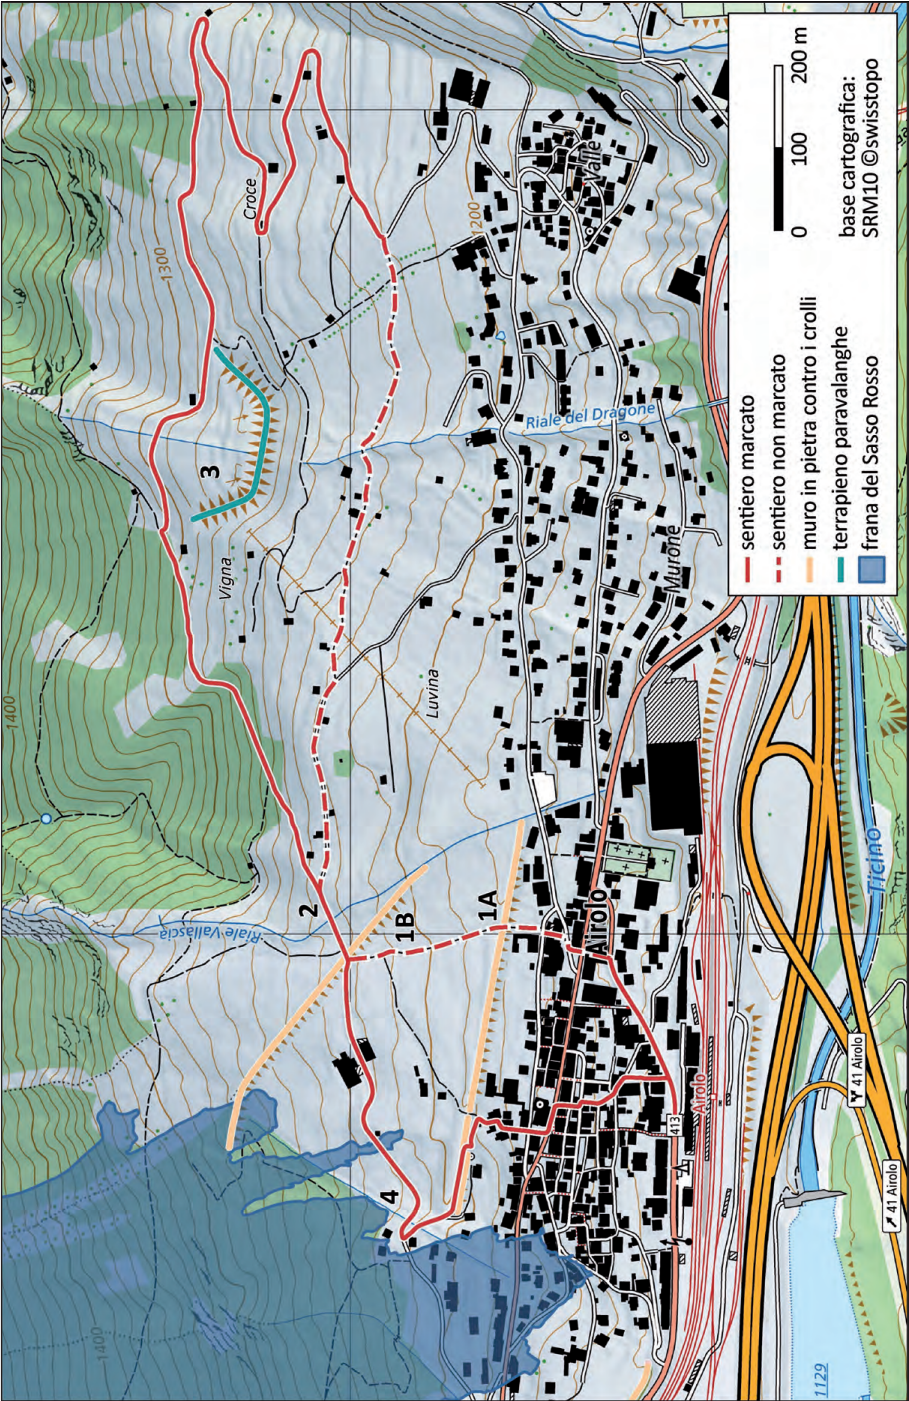 1400
1400
-1300
Croce
3
Vigna
Luvina
1200
Valle
Riale del Dragone
Murone
2
Riale Vallascia
1B
1A
4
Airolo
413
Airolo
Ticino
41 Airolo
41 Airolo
1129
sentiero marcato
sentiero non marcato
muro in pietra contro i crolli
terrapieno paravalanghe
frana del Sasso Rosso
0 100 200 m
base cartografica:
SRM10 ©swisstopo